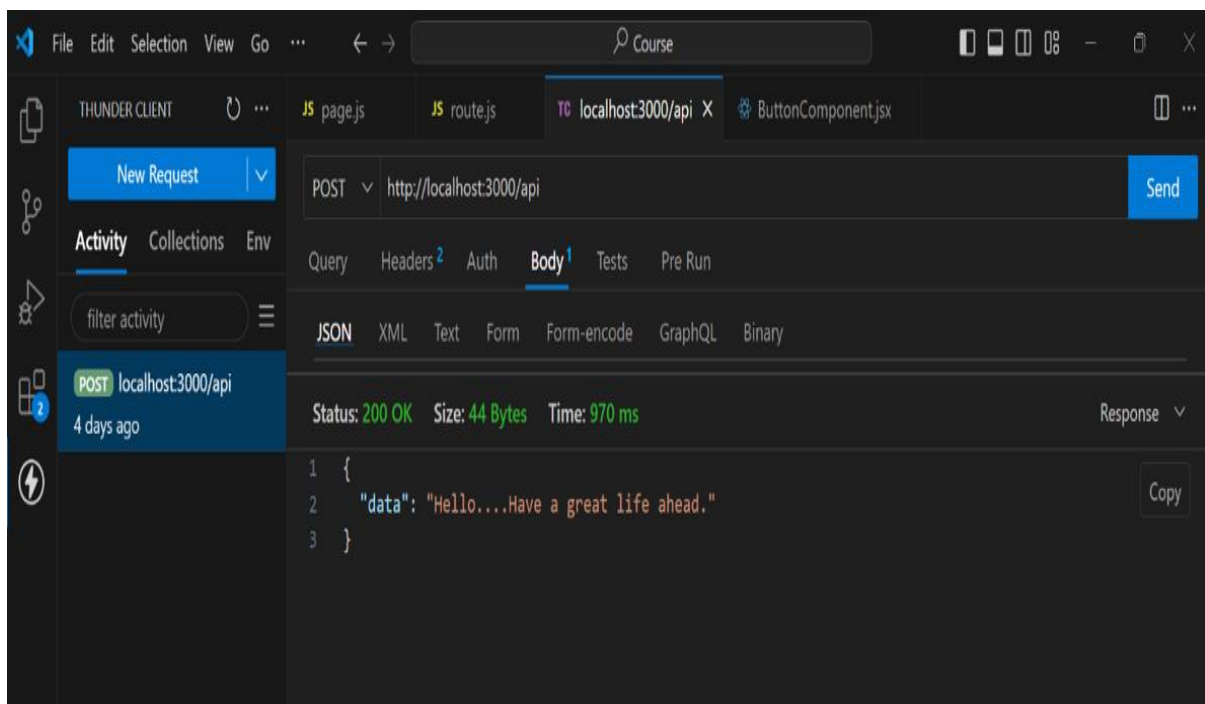 File Edit Selection View Go ... Course
THUNDER CLIENT ...
New Request
Activity Collections Env
filter activity
POST localhost:3000/api
4 days ago
2
JS page.js JS route.js TC localhost:3000/api X ButtonComponent.jsx ...
POST http://localhost:3000/api Send
Query Headers 2 Auth Body 1 Tests Pre Run
JSON XML Text Form Form-encode GraphQL Binary
Status: 200 OK Size: 44 Bytes Time: 970 ms Response
1 {
2 "data": "Hello....Have a great life ahead."
3 }
Copy